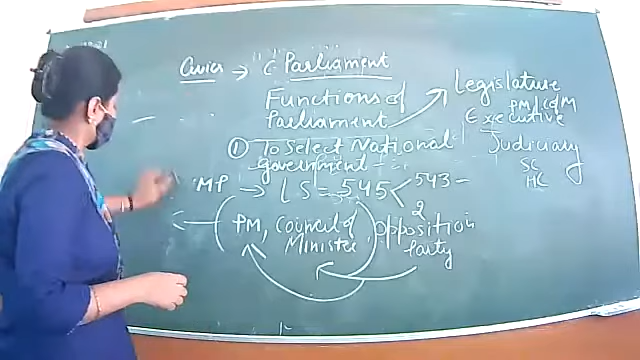 Civics → Parliament
Functions of
Parliament
① To Select National
government
MP → LS = 545 < 543
2
PM, Council of
Minister, opposition
Party
Legislature
PM/COM
Executive
Judiciary
SC
HC